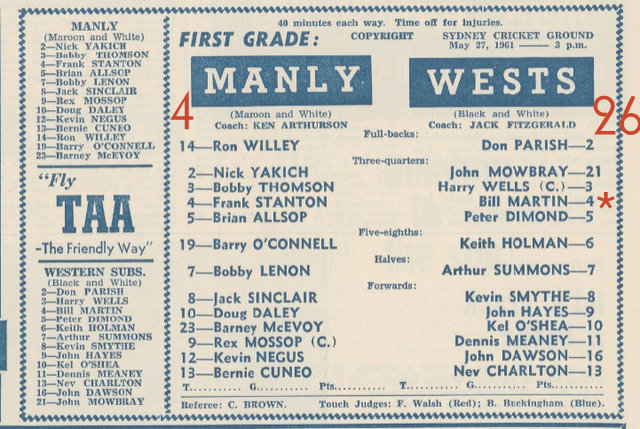 MANLY
(Maroon and White)
2—Nick YAKICH
3—Bobby THOMSON
4—Frank STANTON
5—Brian ALLSOP
7—Bobby LENON
8—Jack SINCLAIR
9—Rex MOSSOP
10—Doug DALEY
12—Kevin NEGUS
13—Bernie CUNEO
14—Ron WILLEY
19—Barry O'CONNELL
23—Barney McEVOY
"Fly
TAA
-The Friendly Way"
WESTERN SUBS.
(Black and White)
2—Don PARISH
3—Harry WELLS
4—Bill MARTIN
5—Peter DIMOND
6—Keith HOLMAN
7—Arthur SUMMONS
8—Kevin SMYTHE
9—John HAYES
10—Kel O'SHEA
11—Dennis MEANEY
13—Nev CHARLTON
16—John DAWSON
21—John MOWBRAY
40 minutes each way. Time off for injuries.
FIRST GRADE: COPYRIGHT SYDNEY CRICKET GROUND
May 27, 1961 —— 3 p.m.
MANLY WESTS
4 (Maroon and White) (Black and White) 26
Coach: KEN ARTHURSON Coach: JACK FITZGERALD
Full-backs:
14—Ron WILLEY Don PARISH—2
Three-quarters:
2—Nick YAKICH John MOWBRAY—21
3—Bobby THOMSON Harry WELLS (C.)—3
4—Frank STANTON Bill MARTIN—4 *
5—Brian ALLSOP Peter DIMOND—5
Five-eighths:
19—Barry O'CONNELL Keith HOLMAN—6
Halves:
7—Bobby LENON Arthur SUMMONS—7
Forwards:
8—Jack SINCLAIR Kevin SMYTHE—8
10—Doug DALEY John HAYES—9
23—Barney McEVOY Kel O'SHEA—10
9—Rex MOSSOP (C.) Dennis MEANEY—11
12—Kevin NEGUS John DAWSON—16
13—Bernie CUNEO Nev CHARLTON—13
T........... G........... Pts........... T........... G........... Pts...........
Referee: C. BROWN. Touch Judges: F. Walsh (Red); B. Buckingham (Blue).